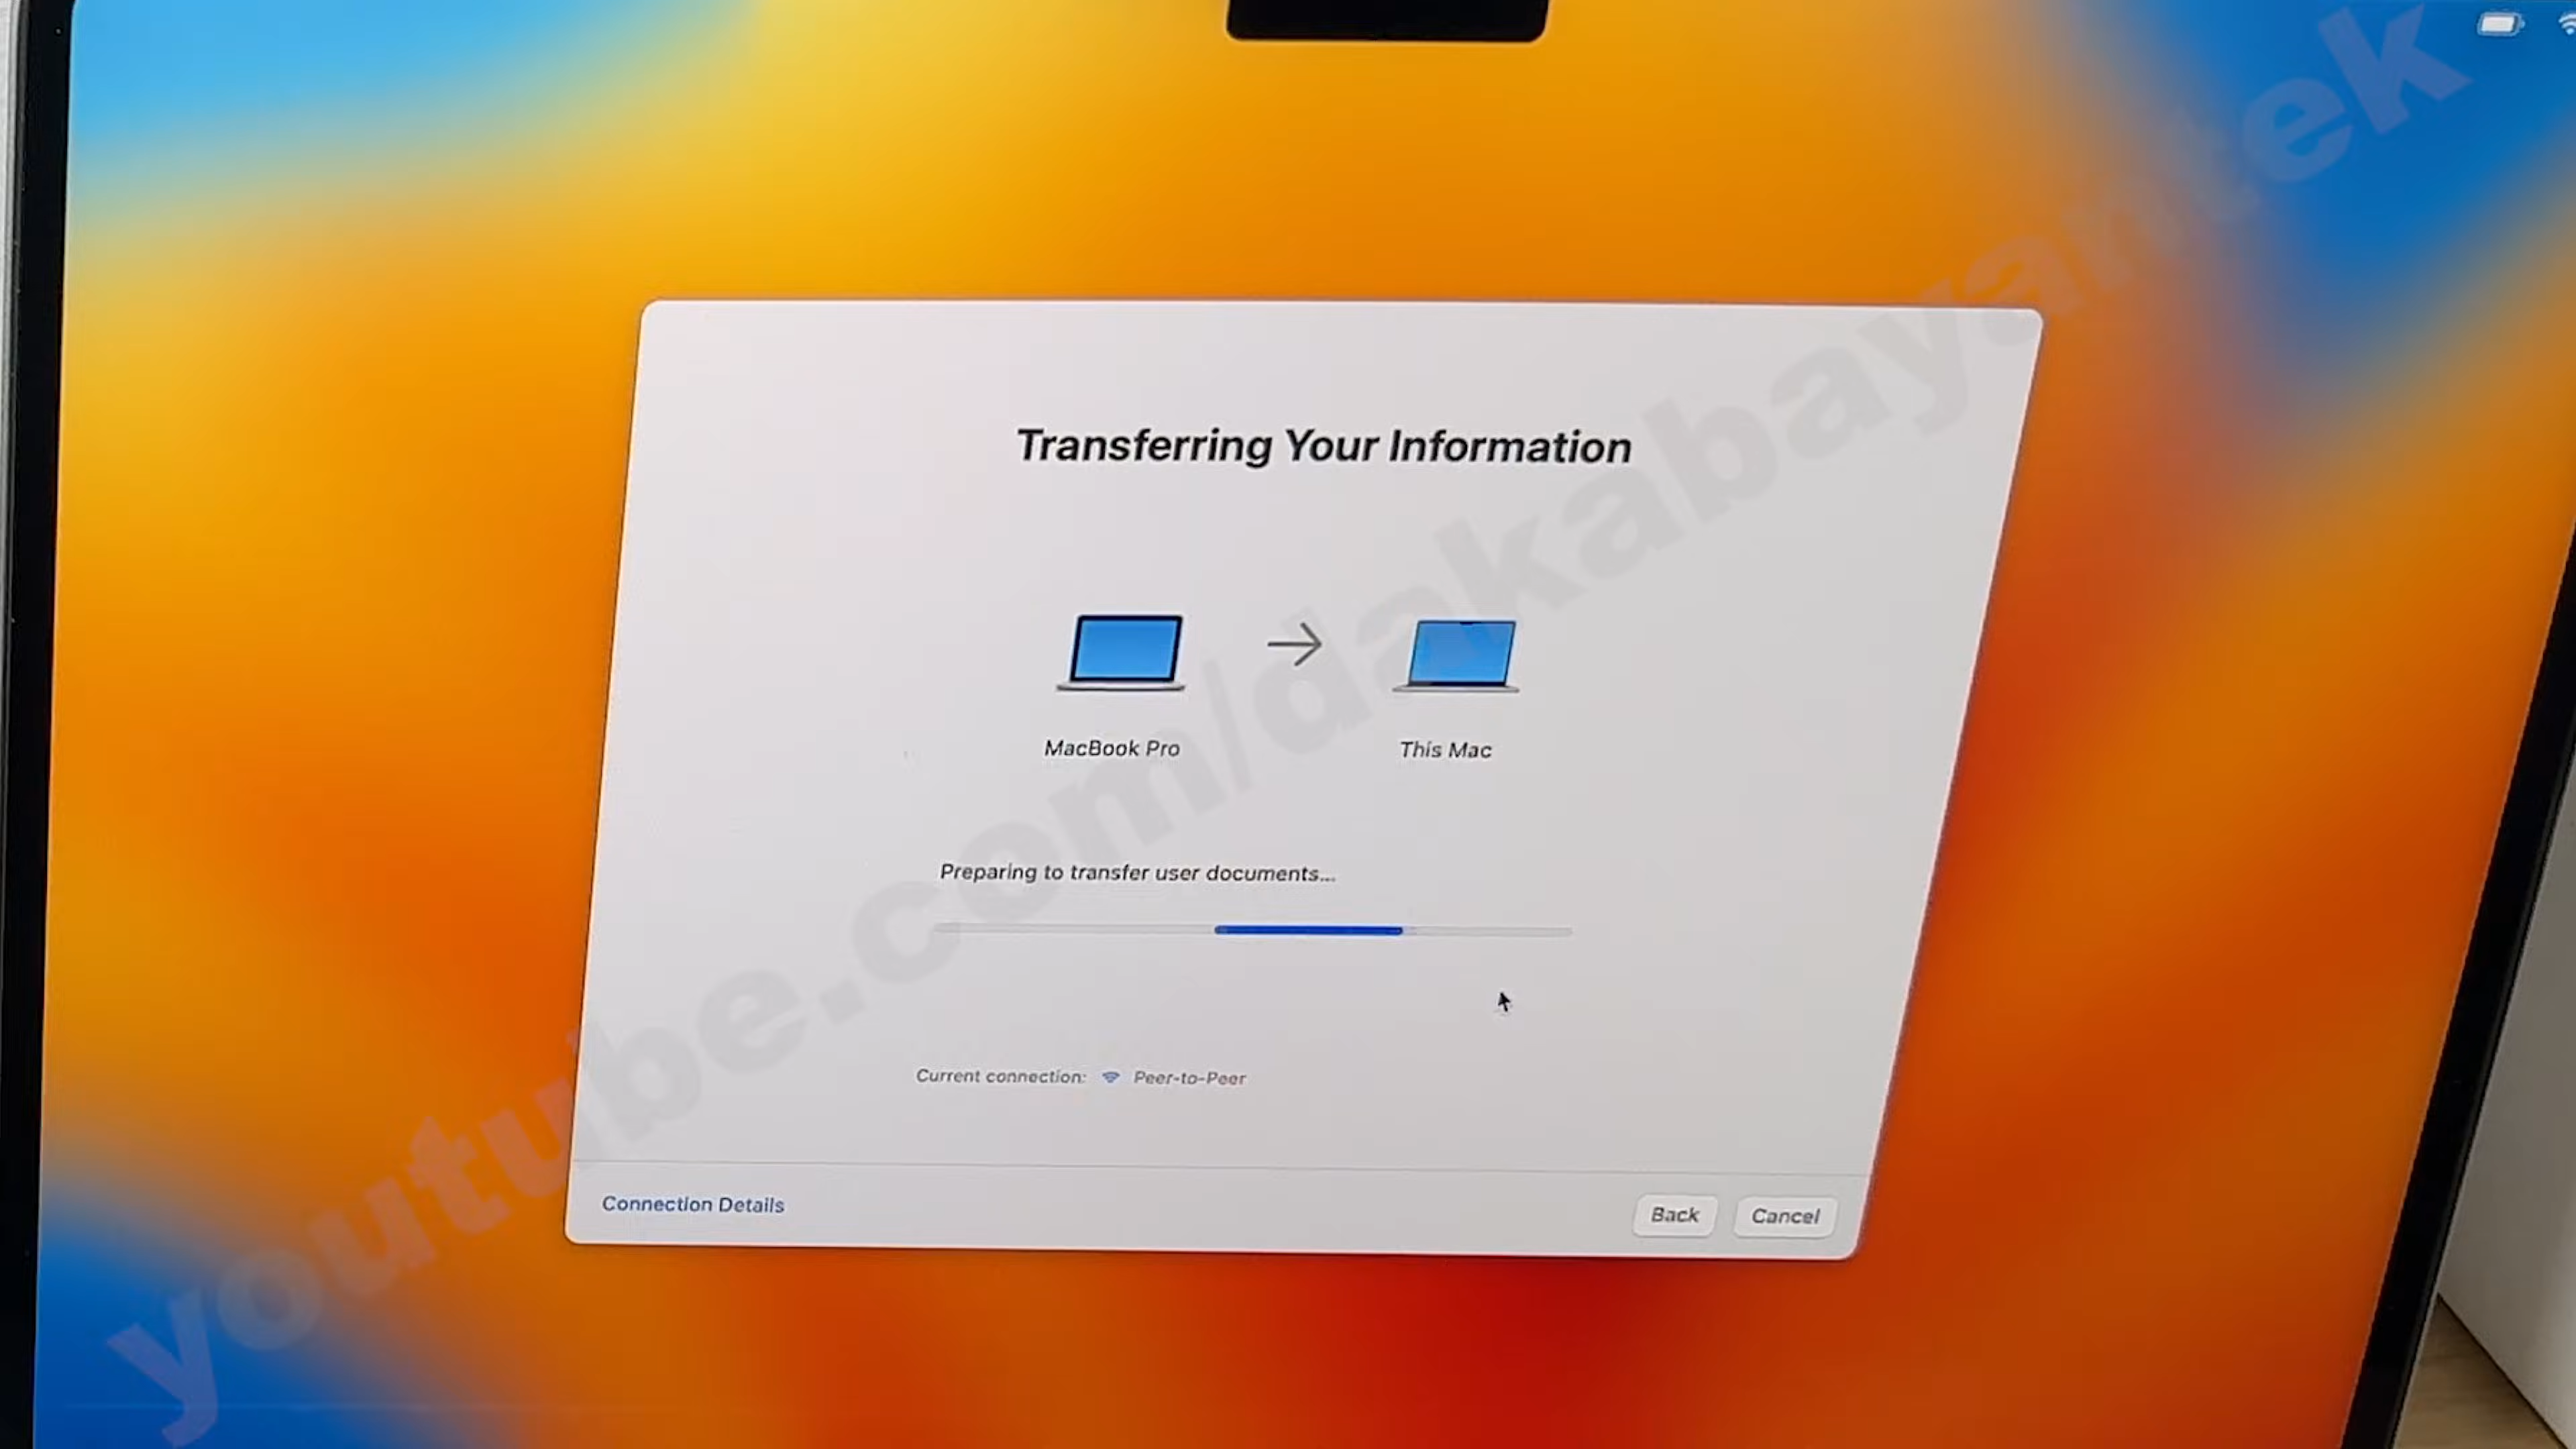 Transferring Your Information
MacBook Pro
This Mac
Preparing to transfer user documents...
Current connection: Peer-to-Peer
Connection Details
Back
Cancel
youtube.com/dakabayantek